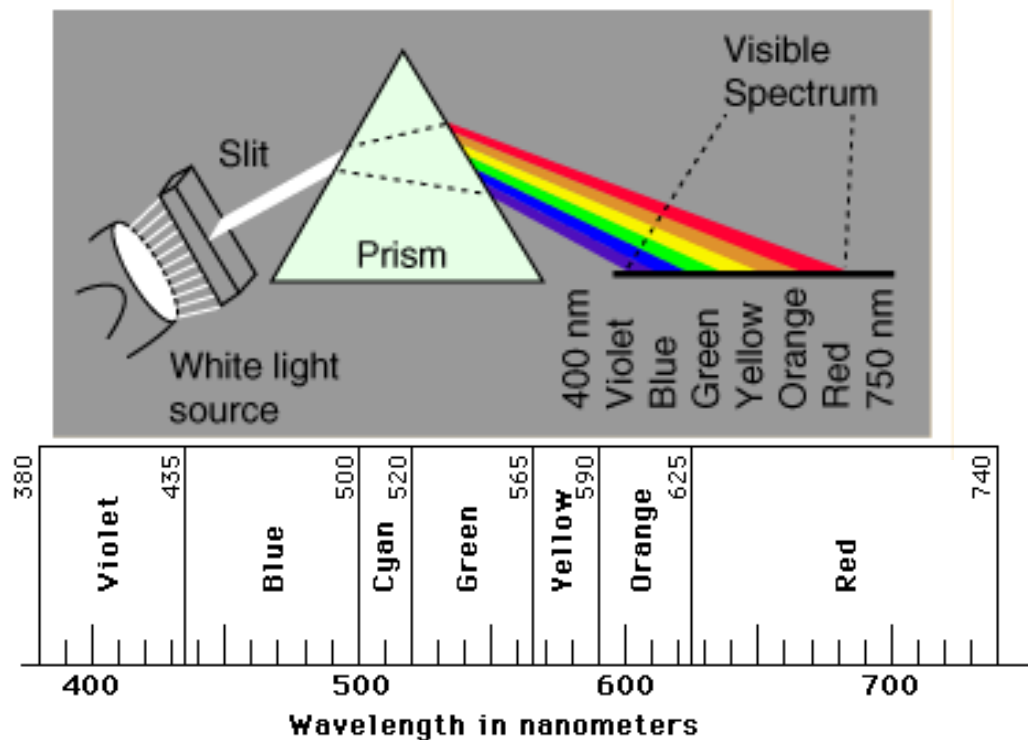 Visible
Spectrum
Slit
Prism
White light
source
400 nm
Violet
Blue
Green
Yellow
Orange
Red
750 nm
380
435
500
520
565
590
625
740
Violet
Blue
Cyan
Green
Yellow
Orange
Red
400 500 600 700
Wavelength in nanometers